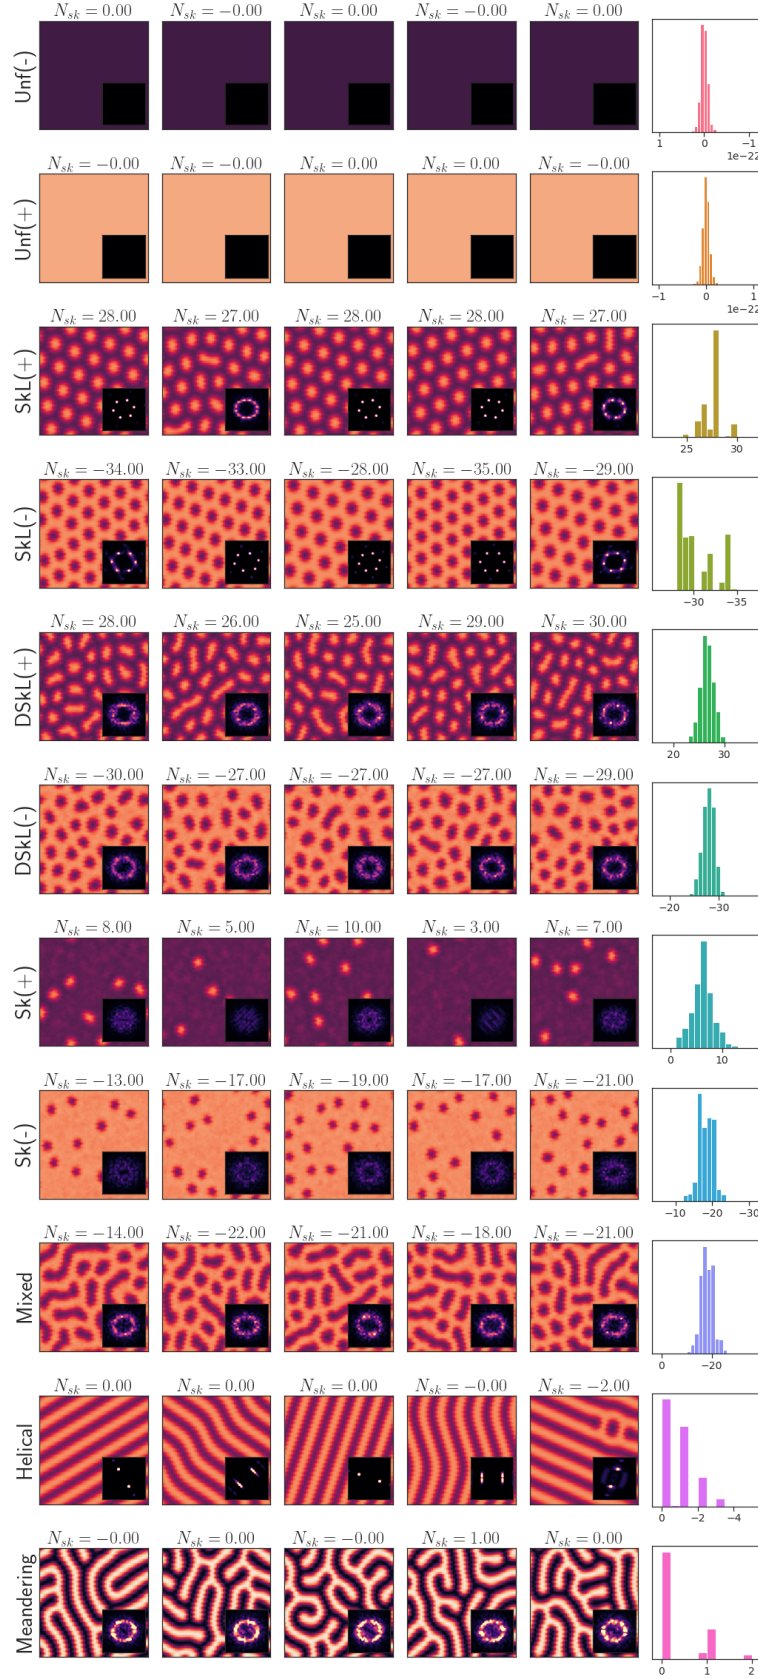 N_sk = 0.00 N_sk = −0.00 N_sk = 0.00 N_sk = −0.00 N_sk = 0.00
Unf(-)
1 0 −1
1e−22
N_sk = −0.00 N_sk = −0.00 N_sk = 0.00 N_sk = 0.00 N_sk = −0.00
Unf(+)
−1 0 1
1e−22
N_sk = 28.00 N_sk = 27.00 N_sk = 28.00 N_sk = 28.00 N_sk = 27.00
SkL(+)
25 30
N_sk = −34.00 N_sk = −33.00 N_sk = −28.00 N_sk = −35.00 N_sk = −29.00
SkL(-)
−30 −35
N_sk = 28.00 N_sk = 26.00 N_sk = 25.00 N_sk = 29.00 N_sk = 30.00
DSkL(+)
20 30
N_sk = −30.00 N_sk = −27.00 N_sk = −27.00 N_sk = −27.00 N_sk = −29.00
DSkL(-)
−20 −30
N_sk = 8.00 N_sk = 5.00 N_sk = 10.00 N_sk = 3.00 N_sk = 7.00
Sk(+)
0 10
N_sk = −13.00 N_sk = −17.00 N_sk = −19.00 N_sk = −17.00 N_sk = −21.00
Sk(-)
−10 −20 −30
N_sk = −14.00 N_sk = −22.00 N_sk = −21.00 N_sk = −18.00 N_sk = −21.00
Mixed
0 −20
N_sk = 0.00 N_sk = 0.00 N_sk = 0.00 N_sk = −0.00 N_sk = −2.00
Helical
0 −2 −4
N_sk = −0.00 N_sk = 0.00 N_sk = −0.00 N_sk = 1.00 N_sk = 0.00
Meandering
0 1 2